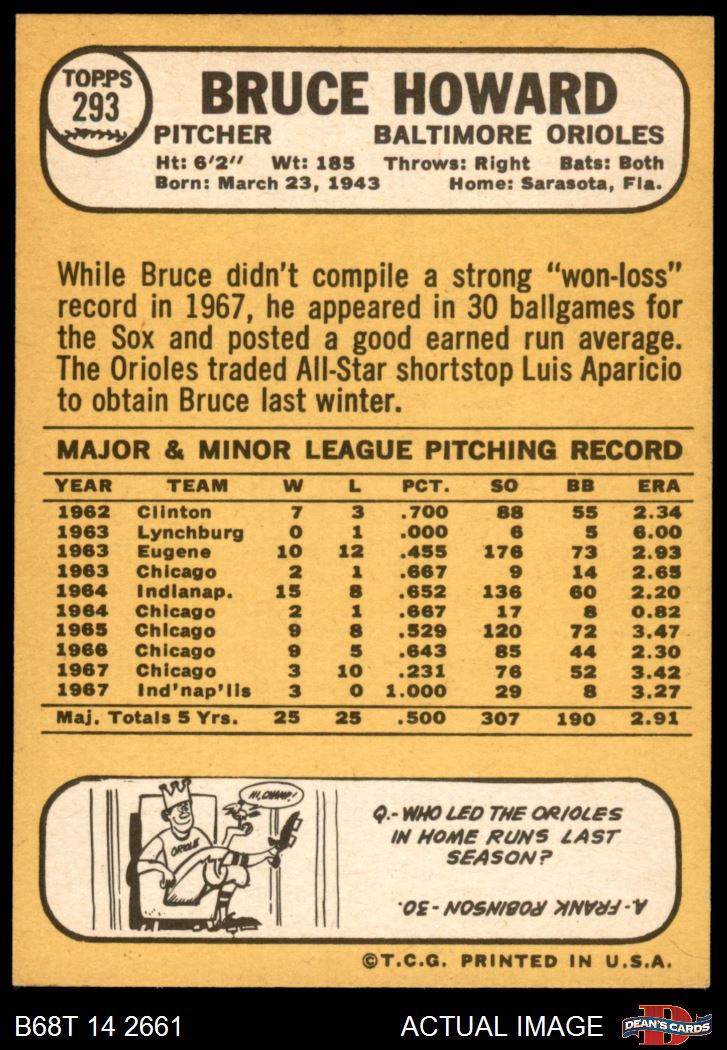 TOPPS
293
BRUCE HOWARD
PITCHER BALTIMORE ORIOLES
Ht: 6'2" Wt: 185 Throws: Right Bats: Both
Born: March 23, 1943 Home: Sarasota, Fla.
While Bruce didn't compile a strong "won-loss"
record in 1967, he appeared in 30 ballgames for
the Sox and posted a good earned run average.
The Orioles traded All-Star shortstop Luis Aparicio
to obtain Bruce last winter.
MAJOR & MINOR LEAGUE PITCHING RECORD
YEAR TEAM W L PCT. SO BB ERA
1962 Clinton 7 3 .700 88 55 2.34
1963 Lynchburg 0 1 .000 6 5 6.00
1963 Eugene 10 12 .455 176 73 2.93
1963 Chicago 2 1 .667 9 14 2.65
1964 Indianap. 15 8 .652 136 60 2.20
1964 Chicago 2 1 .667 17 8 0.82
1965 Chicago 9 8 .529 120 72 3.47
1966 Chicago 9 5 .643 85 44 2.30
1967 Chicago 3 10 .231 76 52 3.42
1967 Ind'nap'lis 3 0 1.000 29 8 3.27
Maj. Totals 5 Yrs. 25 25 .500 307 190 2.91
HI, CHAMP!
ORIOLE
Q.- WHO LED THE ORIOLES
IN HOME RUNS LAST
SEASON?
A.- FRANK ROBINSON - 30.
©T.C.G. PRINTED IN U.S.A.
B68T 14 2661 ACTUAL IMAGE
D
DEAN'S CARDS